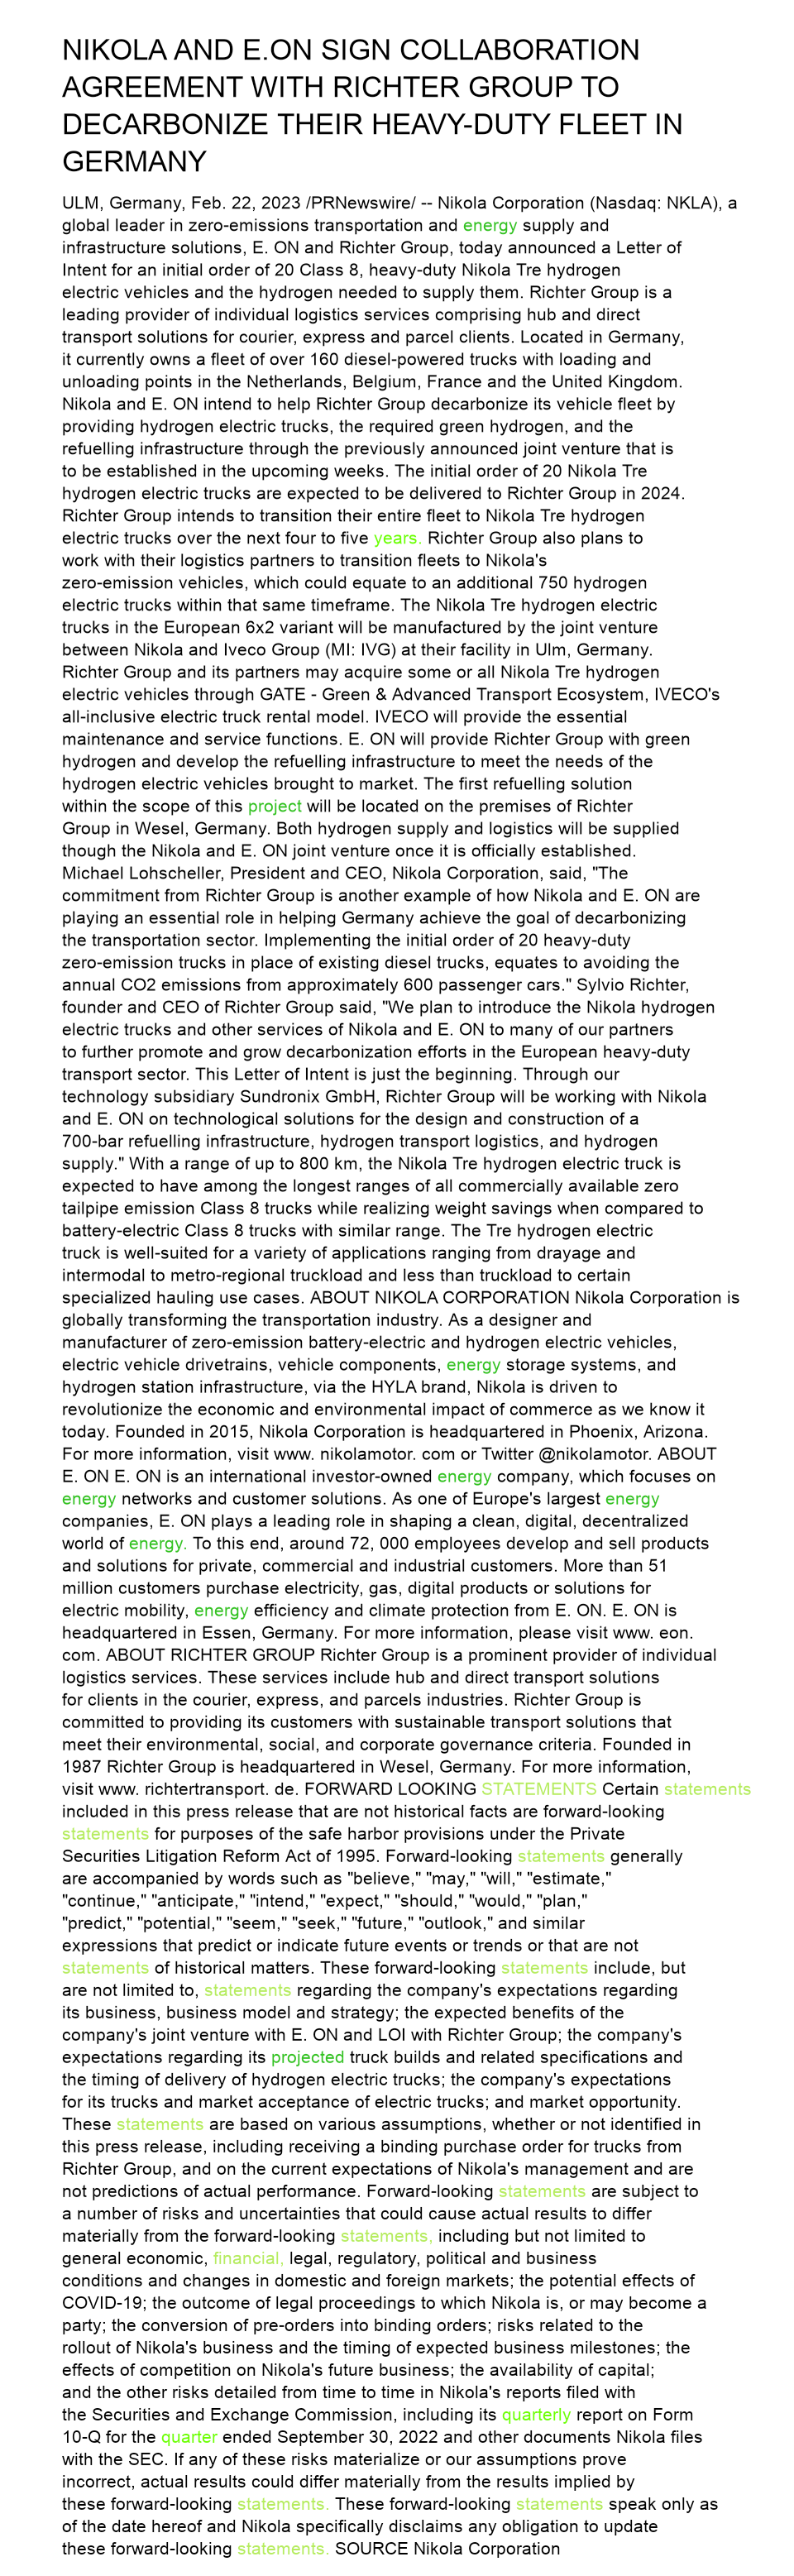 NIKOLA AND E.ON SIGN COLLABORATION
AGREEMENT WITH RICHTER GROUP TO
DECARBONIZE THEIR HEAVY-DUTY FLEET IN
GERMANY
ULM, Germany, Feb. 22, 2023 /PRNewswire/ -- Nikola Corporation (Nasdaq: NKLA), a
global leader in zero-emissions transportation and energy supply and
infrastructure solutions, E. ON and Richter Group, today announced a Letter of
Intent for an initial order of 20 Class 8, heavy-duty Nikola Tre hydrogen
electric vehicles and the hydrogen needed to supply them. Richter Group is a
leading provider of individual logistics services comprising hub and direct
transport solutions for courier, express and parcel clients. Located in Germany,
it currently owns a fleet of over 160 diesel-powered trucks with loading and
unloading points in the Netherlands, Belgium, France and the United Kingdom.
Nikola and E. ON intend to help Richter Group decarbonize its vehicle fleet by
providing hydrogen electric trucks, the required green hydrogen, and the
refuelling infrastructure through the previously announced joint venture that is
to be established in the upcoming weeks. The initial order of 20 Nikola Tre
hydrogen electric trucks are expected to be delivered to Richter Group in 2024.
Richter Group intends to transition their entire fleet to Nikola Tre hydrogen
electric trucks over the next four to five years. Richter Group also plans to
work with their logistics partners to transition fleets to Nikola's
zero-emission vehicles, which could equate to an additional 750 hydrogen
electric trucks within that same timeframe. The Nikola Tre hydrogen electric
trucks in the European 6x2 variant will be manufactured by the joint venture
between Nikola and Iveco Group (MI: IVG) at their facility in Ulm, Germany.
Richter Group and its partners may acquire some or all Nikola Tre hydrogen
electric vehicles through GATE - Green & Advanced Transport Ecosystem, IVECO's
all-inclusive electric truck rental model. IVECO will provide the essential
maintenance and service functions. E. ON will provide Richter Group with green
hydrogen and develop the refuelling infrastructure to meet the needs of the
hydrogen electric vehicles brought to market. The first refuelling solution
within the scope of this project will be located on the premises of Richter
Group in Wesel, Germany. Both hydrogen supply and logistics will be supplied
though the Nikola and E. ON joint venture once it is officially established.
Michael Lohscheller, President and CEO, Nikola Corporation, said, "The
commitment from Richter Group is another example of how Nikola and E. ON are
playing an essential role in helping Germany achieve the goal of decarbonizing
the transportation sector. Implementing the initial order of 20 heavy-duty
zero-emission trucks in place of existing diesel trucks, equates to avoiding the
annual CO2 emissions from approximately 600 passenger cars." Sylvio Richter,
founder and CEO of Richter Group said, "We plan to introduce the Nikola hydrogen
electric trucks and other services of Nikola and E. ON to many of our partners
to further promote and grow decarbonization efforts in the European heavy-duty
transport sector. This Letter of Intent is just the beginning. Through our
technology subsidiary Sundronix GmbH, Richter Group will be working with Nikola
and E. ON on technological solutions for the design and construction of a
700-bar refuelling infrastructure, hydrogen transport logistics, and hydrogen
supply." With a range of up to 800 km, the Nikola Tre hydrogen electric truck is
expected to have among the longest ranges of all commercially available zero
tailpipe emission Class 8 trucks while realizing weight savings when compared to
battery-electric Class 8 trucks with similar range. The Tre hydrogen electric
truck is well-suited for a variety of applications ranging from drayage and
intermodal to metro-regional truckload and less than truckload to certain
specialized hauling use cases. ABOUT NIKOLA CORPORATION Nikola Corporation is
globally transforming the transportation industry. As a designer and
manufacturer of zero-emission battery-electric and hydrogen electric vehicles,
electric vehicle drivetrains, vehicle components, energy storage systems, and
hydrogen station infrastructure, via the HYLA brand, Nikola is driven to
revolutionize the economic and environmental impact of commerce as we know it
today. Founded in 2015, Nikola Corporation is headquartered in Phoenix, Arizona.
For more information, visit www. nikolamotor. com or Twitter @nikolamotor. ABOUT
E. ON E. ON is an international investor-owned energy company, which focuses on
energy networks and customer solutions. As one of Europe's largest energy
companies, E. ON plays a leading role in shaping a clean, digital, decentralized
world of energy. To this end, around 72, 000 employees develop and sell products
and solutions for private, commercial and industrial customers. More than 51
million customers purchase electricity, gas, digital products or solutions for
electric mobility, energy efficiency and climate protection from E. ON. E. ON is
headquartered in Essen, Germany. For more information, please visit www. eon.
com. ABOUT RICHTER GROUP Richter Group is a prominent provider of individual
logistics services. These services include hub and direct transport solutions
for clients in the courier, express, and parcels industries. Richter Group is
committed to providing its customers with sustainable transport solutions that
meet their environmental, social, and corporate governance criteria. Founded in
1987 Richter Group is headquartered in Wesel, Germany. For more information,
visit www. richtertransport. de. FORWARD LOOKING STATEMENTS Certain statements
included in this press release that are not historical facts are forward-looking
statements for purposes of the safe harbor provisions under the Private
Securities Litigation Reform Act of 1995. Forward-looking statements generally
are accompanied by words such as "believe," "may," "will," "estimate,"
"continue," "anticipate," "intend," "expect," "should," "would," "plan,"
"predict," "potential," "seem," "seek," "future," "outlook," and similar
expressions that predict or indicate future events or trends or that are not
statements of historical matters. These forward-looking statements include, but
are not limited to, statements regarding the company's expectations regarding
its business, business model and strategy; the expected benefits of the
company's joint venture with E. ON and LOI with Richter Group; the company's
expectations regarding its projected truck builds and related specifications and
the timing of delivery of hydrogen electric trucks; the company's expectations
for its trucks and market acceptance of electric trucks; and market opportunity.
These statements are based on various assumptions, whether or not identified in
this press release, including receiving a binding purchase order for trucks from
Richter Group, and on the current expectations of Nikola's management and are
not predictions of actual performance. Forward-looking statements are subject to
a number of risks and uncertainties that could cause actual results to differ
materially from the forward-looking statements, including but not limited to
general economic, financial, legal, regulatory, political and business
conditions and changes in domestic and foreign markets; the potential effects of
COVID-19; the outcome of legal proceedings to which Nikola is, or may become a
party; the conversion of pre-orders into binding orders; risks related to the
rollout of Nikola's business and the timing of expected business milestones; the
effects of competition on Nikola's future business; the availability of capital;
and the other risks detailed from time to time in Nikola's reports filed with
the Securities and Exchange Commission, including its quarterly report on Form
10-Q for the quarter ended September 30, 2022 and other documents Nikola files
with the SEC. If any of these risks materialize or our assumptions prove
incorrect, actual results could differ materially from the results implied by
these forward-looking statements. These forward-looking statements speak only as
of the date hereof and Nikola specifically disclaims any obligation to update
these forward-looking statements. SOURCE Nikola Corporation